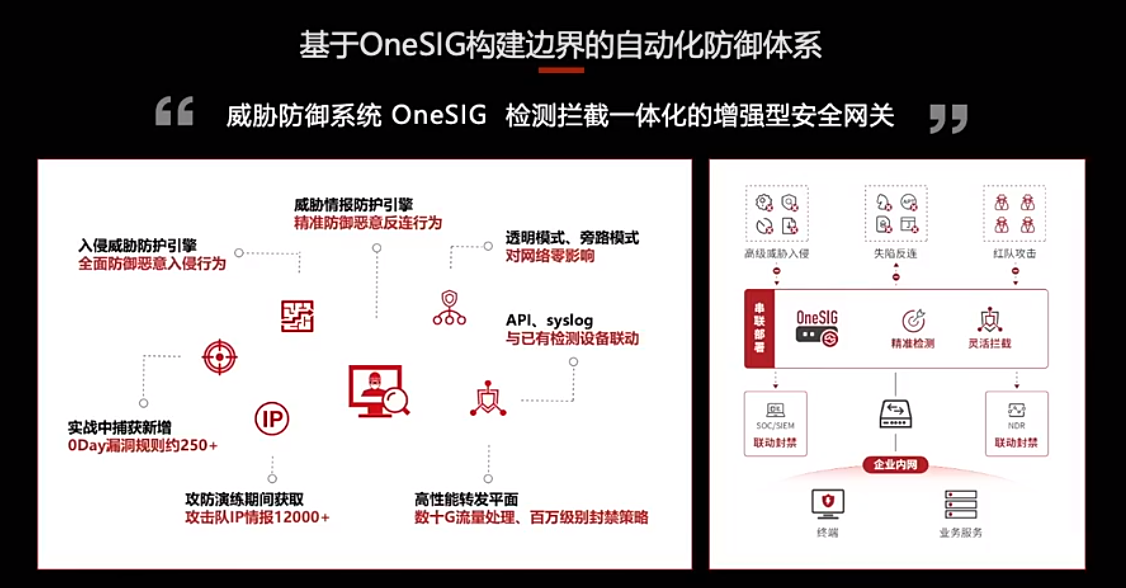 基于OneSIG构建边界的自动化防御体系
威胁防御系统 OneSIG 检测拦截一体化的增强型安全网关
威胁情报防护引擎
精准防御恶意反连行为
入侵威胁防护引擎
全面防御恶意入侵行为
透明模式、旁路模式
对网络零影响
API、syslog
与已有检测设备联动
实战中捕获新增
0Day漏洞规则约250+
IP
攻防演练期间获取
攻击队IP情报12000+
高性能转发平面
数十G流量处理、百万级别封禁策略
高级威胁入侵
失陷反连
红队攻击
串联部署
OneSIG
精准检测
灵活拦截
SOC/SIEM
联动封禁
NDR
联动封禁
企业内网
终端
业务服务